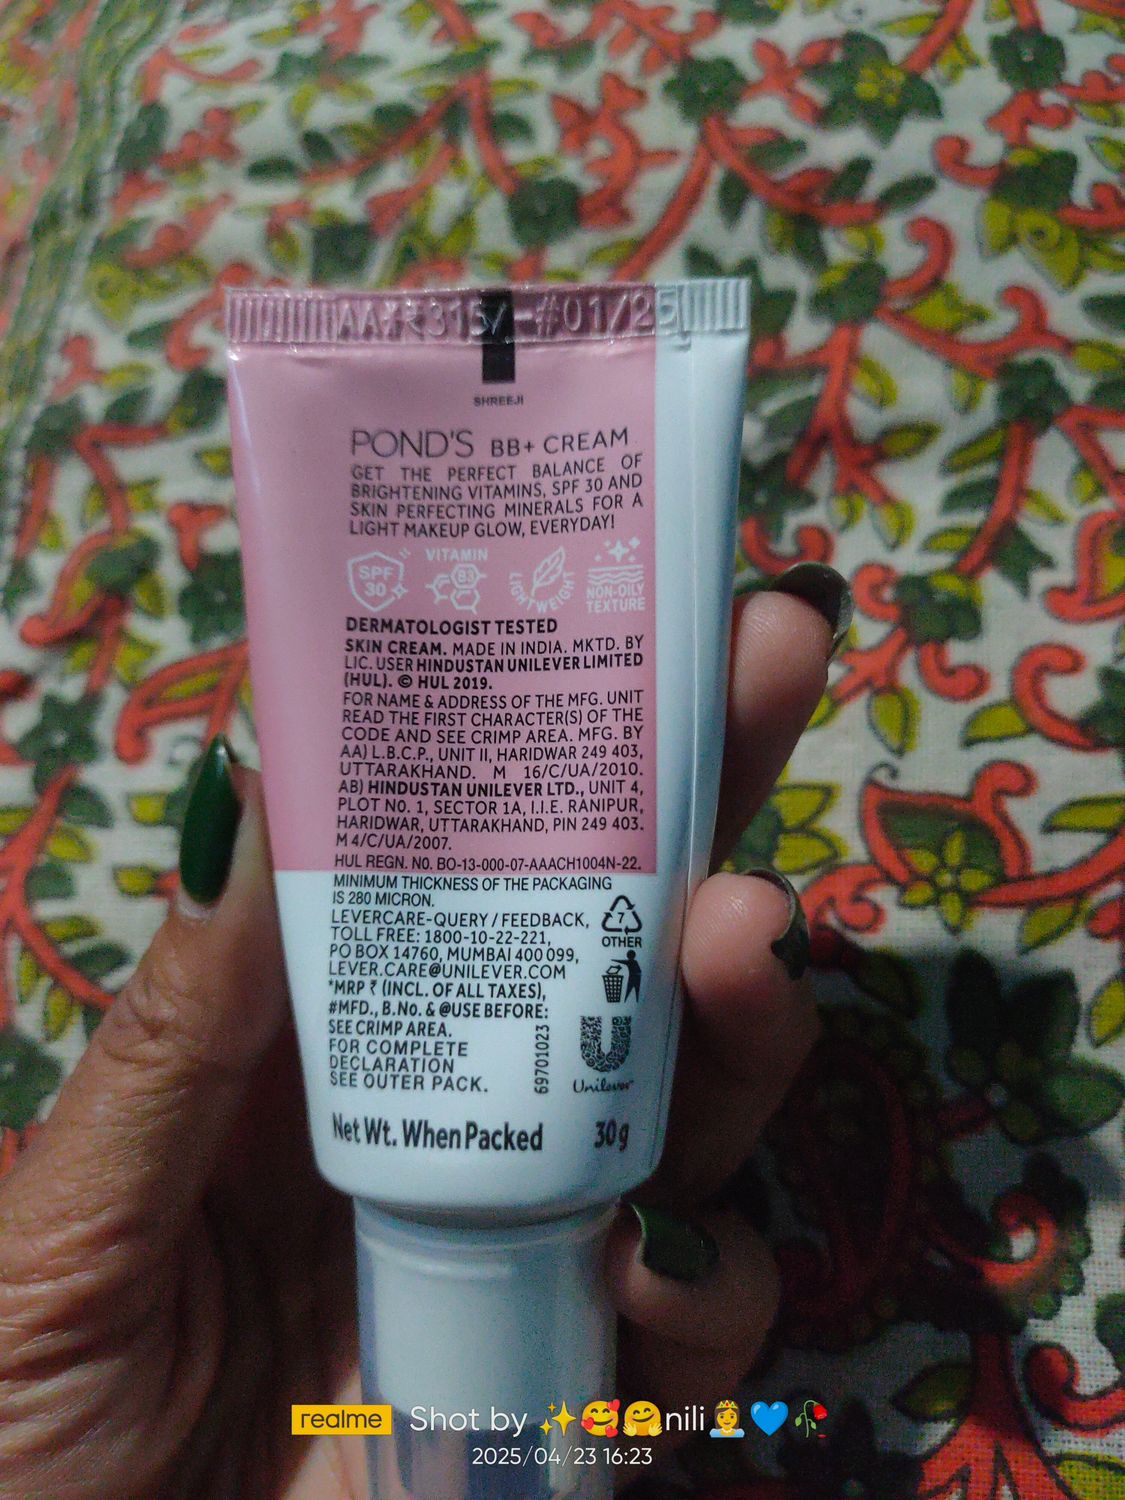 AA*₹315/-#01/25
SHREEJI
POND'S BB+ CREAM
GET THE PERFECT BALANCE OF
BRIGHTENING VITAMINS, SPF 30 AND
SKIN PERFECTING MINERALS FOR A
LIGHT MAKEUP GLOW, EVERYDAY!
SPF
30
VITAMIN
B3
LIGHTWEIGHT
NON-OILY
TEXTURE
DERMATOLOGIST TESTED
SKIN CREAM. MADE IN INDIA. MKTD. BY
LIC. USER HINDUSTAN UNILEVER LIMITED
(HUL). © HUL 2019.
FOR NAME & ADDRESS OF THE MFG. UNIT
READ THE FIRST CHARACTER(S) OF THE
CODE AND SEE CRIMP AREA. MFG. BY
AA) L.B.C.P., UNIT II, HARIDWAR 249 403,
UTTARAKHAND. M 16/C/UA/2010.
AB) HINDUSTAN UNILEVER LTD., UNIT 4,
PLOT NO. 1, SECTOR 1A, I.I.E. RANIPUR,
HARIDWAR, UTTARAKHAND, PIN 249 403.
M 4/C/UA/2007.
HUL REGN. NO. BO-13-000-07-AAACH1004N-22.
MINIMUM THICKNESS OF THE PACKAGING
IS 280 MICRON.
LEVERCARE-QUERY / FEEDBACK,
TOLL FREE: 1800-10-22-221,
PO BOX 14760, MUMBAI 400 099,
LEVER.CARE@UNILEVER.COM
*MRP ₹ (INCL. OF ALL TAXES),
#MFD., B.No. & @USE BEFORE:
SEE CRIMP AREA.
FOR COMPLETE
DECLARATION
SEE OUTER PACK.
7
OTHER
69701023
Unilever
Net Wt. When Packed 30 g
realme Shot by ✨🥰🤗nili👸💙🥀
2025/04/23 16:23